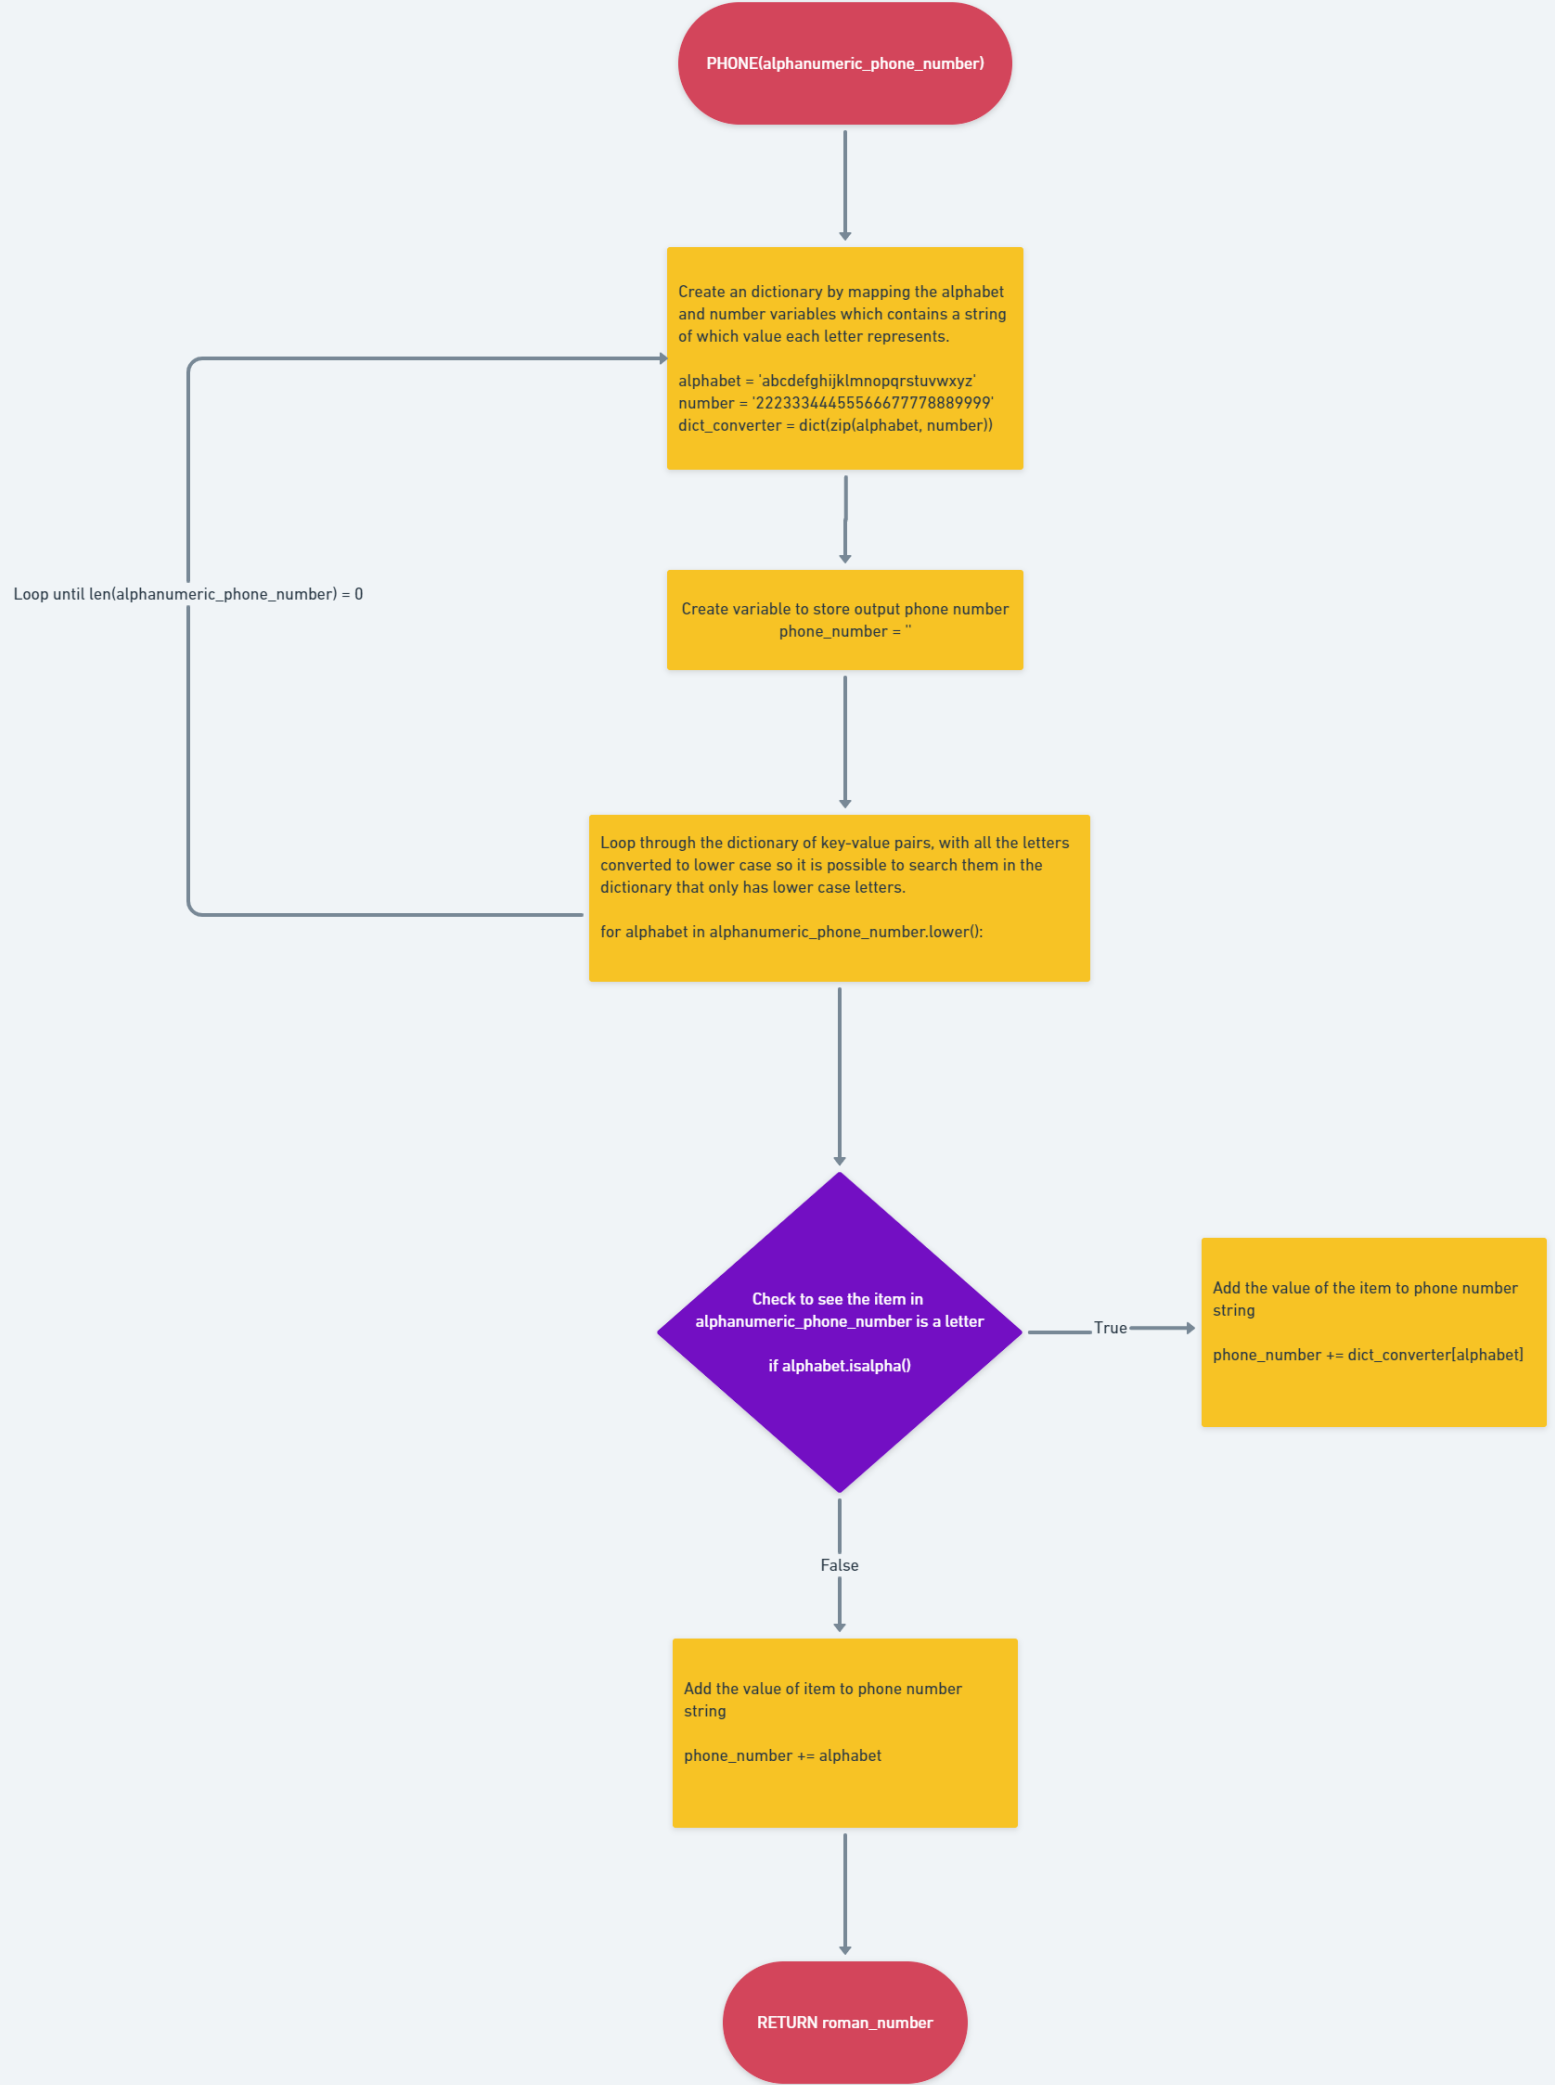 PHONE(alphanumeric_phone_number)
Create an dictionary by mapping the alphabet
and number variables which contains a string
of which value each letter represents.
alphabet = 'abcdefghijklmnopqrstuvwxyz'
number = '22233344455566677778889999'
dict_converter = dict(zip(alphabet, number))
Loop until len(alphanumeric_phone_number) = 0
Create variable to store output phone number
phone_number = ''
Loop through the dictionary of key-value pairs, with all the letters
converted to lower case so it is possible to search them in the
dictionary that only has lower case letters.
for alphabet in alphanumeric_phone_number.lower():
Check to see the item in
alphanumeric_phone_number is a letter
if alphabet.isalpha()
True
Add the value of the item to phone number
string
phone_number += dict_converter[alphabet]
False
Add the value of item to phone number
string
phone_number += alphabet
RETURN roman_number